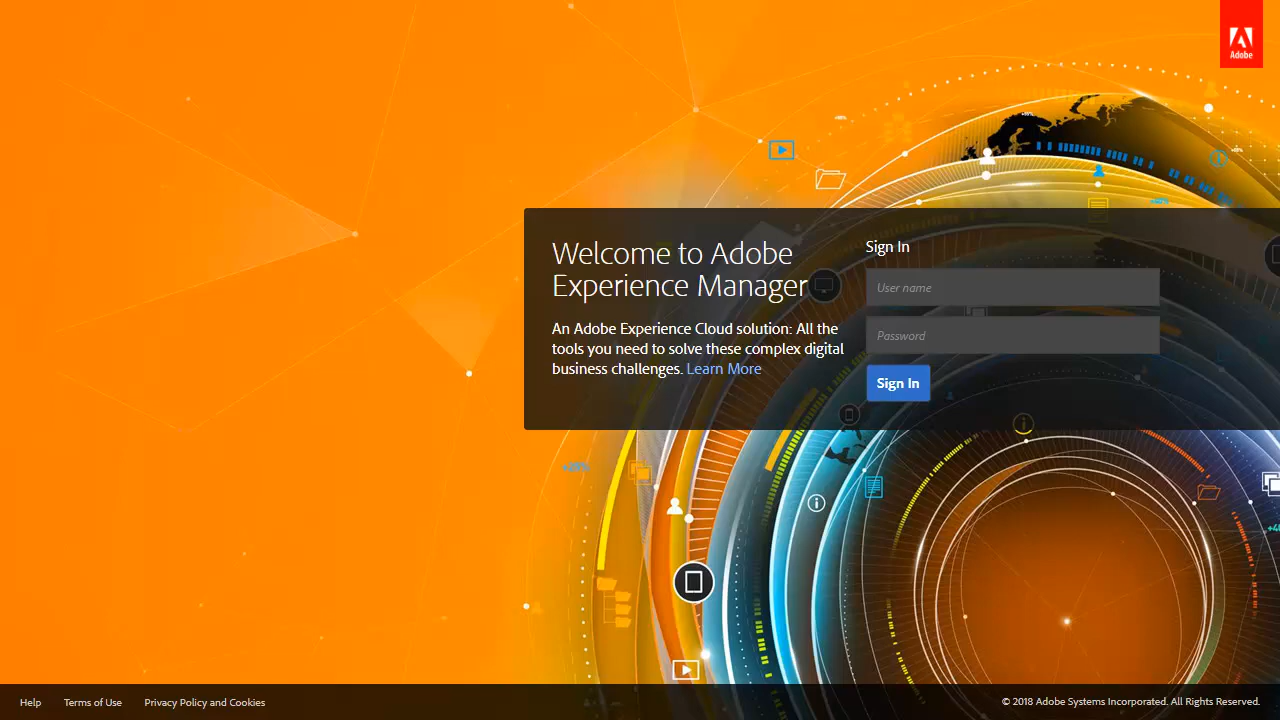 Adobe
Welcome to Adobe
Experience Manager
An Adobe Experience Cloud solution: All the
tools you need to solve these complex digital
business challenges. Learn More
Sign In
User name
Password
Sign In
Help
Terms of Use
Privacy Policy and Cookies
© 2018 Adobe Systems Incorporated. All Rights Reserved.